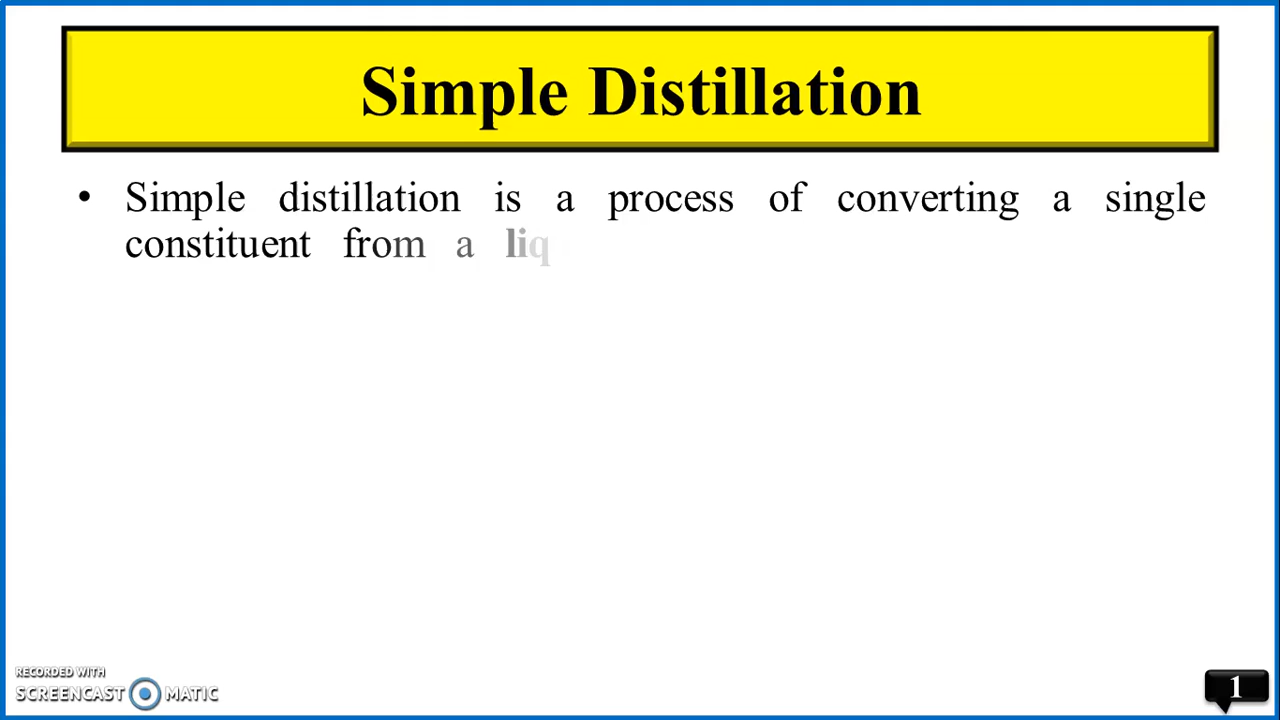 Simple Distillation
• Simple distillation is a process of converting a single
constituent from a liq
RECORDED WITH
SCREENCAST MATIC
1